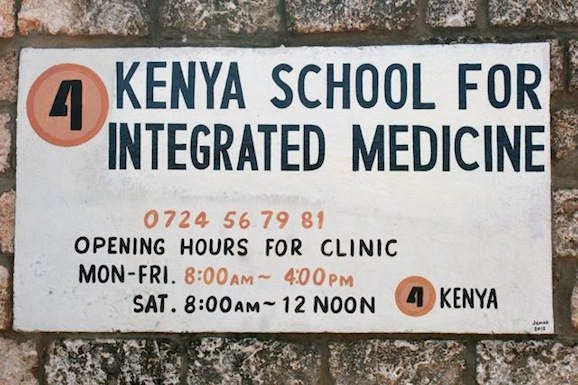 4 KENYA SCHOOL FOR
INTEGRATED MEDICINE
0724 56 79 81
OPENING HOURS FOR CLINIC
MON-FRI. 8:00AM~ 4:00PM
SAT. 8:00AM~ 12 NOON
4 KENYA